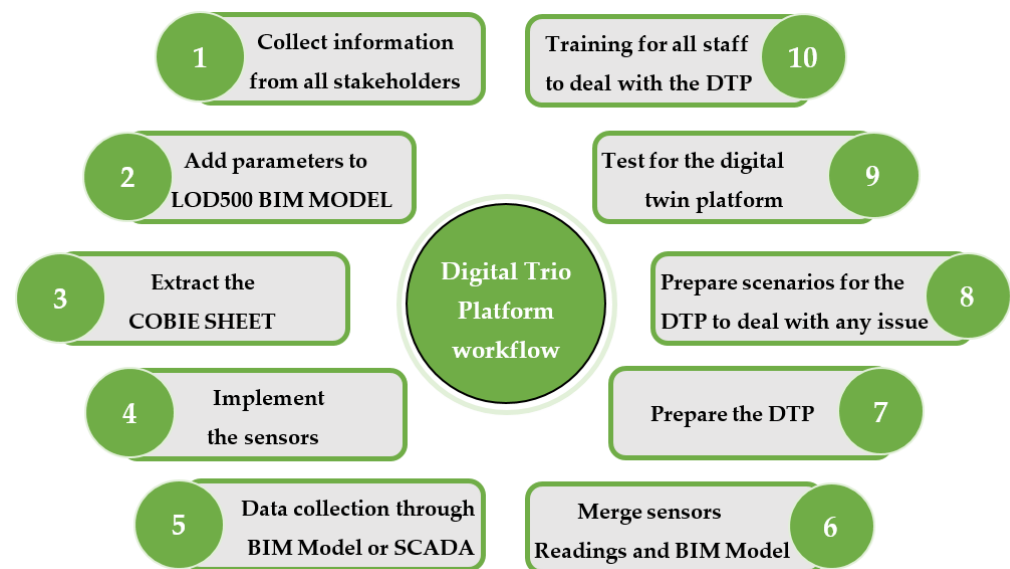 1
Collect information
from all stakeholders
2
Add parameters to
LOD500 BIM MODEL
3
Extract the
COBIE SHEET
4
Implement
the sensors
5
Data collection through
BIM Model or SCADA
Digital Trio
Platform
workflow
6
Merge sensors
Readings and BIM Model
7
Prepare the DTP
8
Prepare scenarios for the
DTP to deal with any issue
9
Test for the digital
twin platform
10
Training for all staff
to deal with the DTP